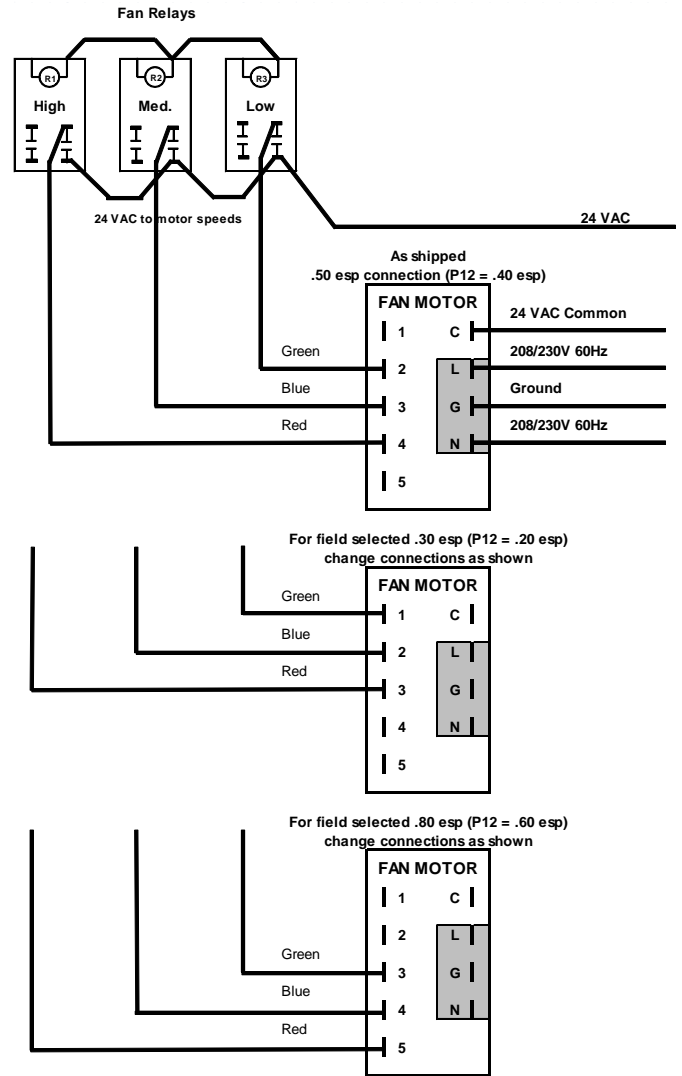 Fan Relays
R1 R2 R3
High Med. Low
24 VAC to motor speeds
24 VAC
As shipped
.50 esp connection (P12 = .40 esp)
FAN MOTOR
1 C
24 VAC Common
Green
2 L
208/230V 60Hz
Blue
3 G
Ground
Red
4 N
208/230V 60Hz
5
For field selected .30 esp (P12 = .20 esp)
change connections as shown
FAN MOTOR
Green
1 C
Blue
2 L
Red
3 G
4 N
5
For field selected .80 esp (P12 = .60 esp)
change connections as shown
FAN MOTOR
1 C
2 L
Green
3 G
Blue
4 N
Red
5